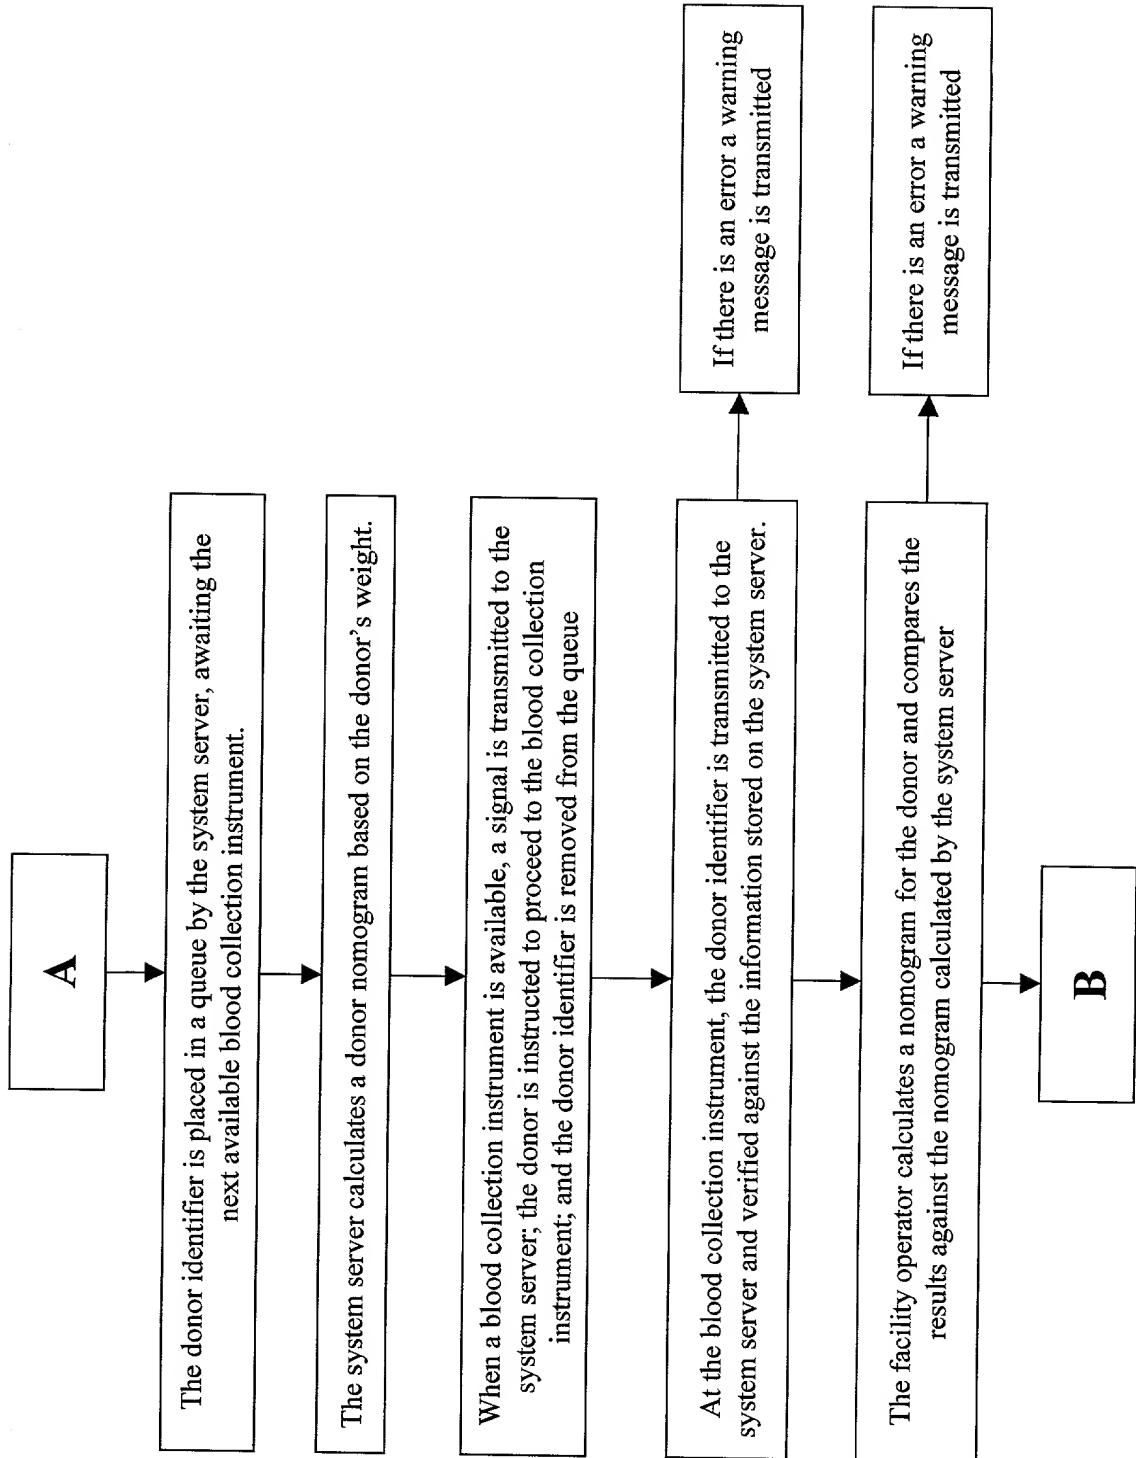 A
The donor identifier is placed in a queue by the system server, awaiting the
next available blood collection instrument.
The system server calculates a donor nomogram based on the donor's weight.
When a blood collection instrument is available, a signal is transmitted to the
system server; the donor is instructed to proceed to the blood collection
instrument; and the donor identifier is removed from the queue
At the blood collection instrument, the donor identifier is transmitted to the
system server and verified against the information stored on the system server.
If there is an error a warning
message is transmitted
The facility operator calculates a nomogram for the donor and compares the
results against the nomogram calculated by the system server
If there is an error a warning
message is transmitted
B